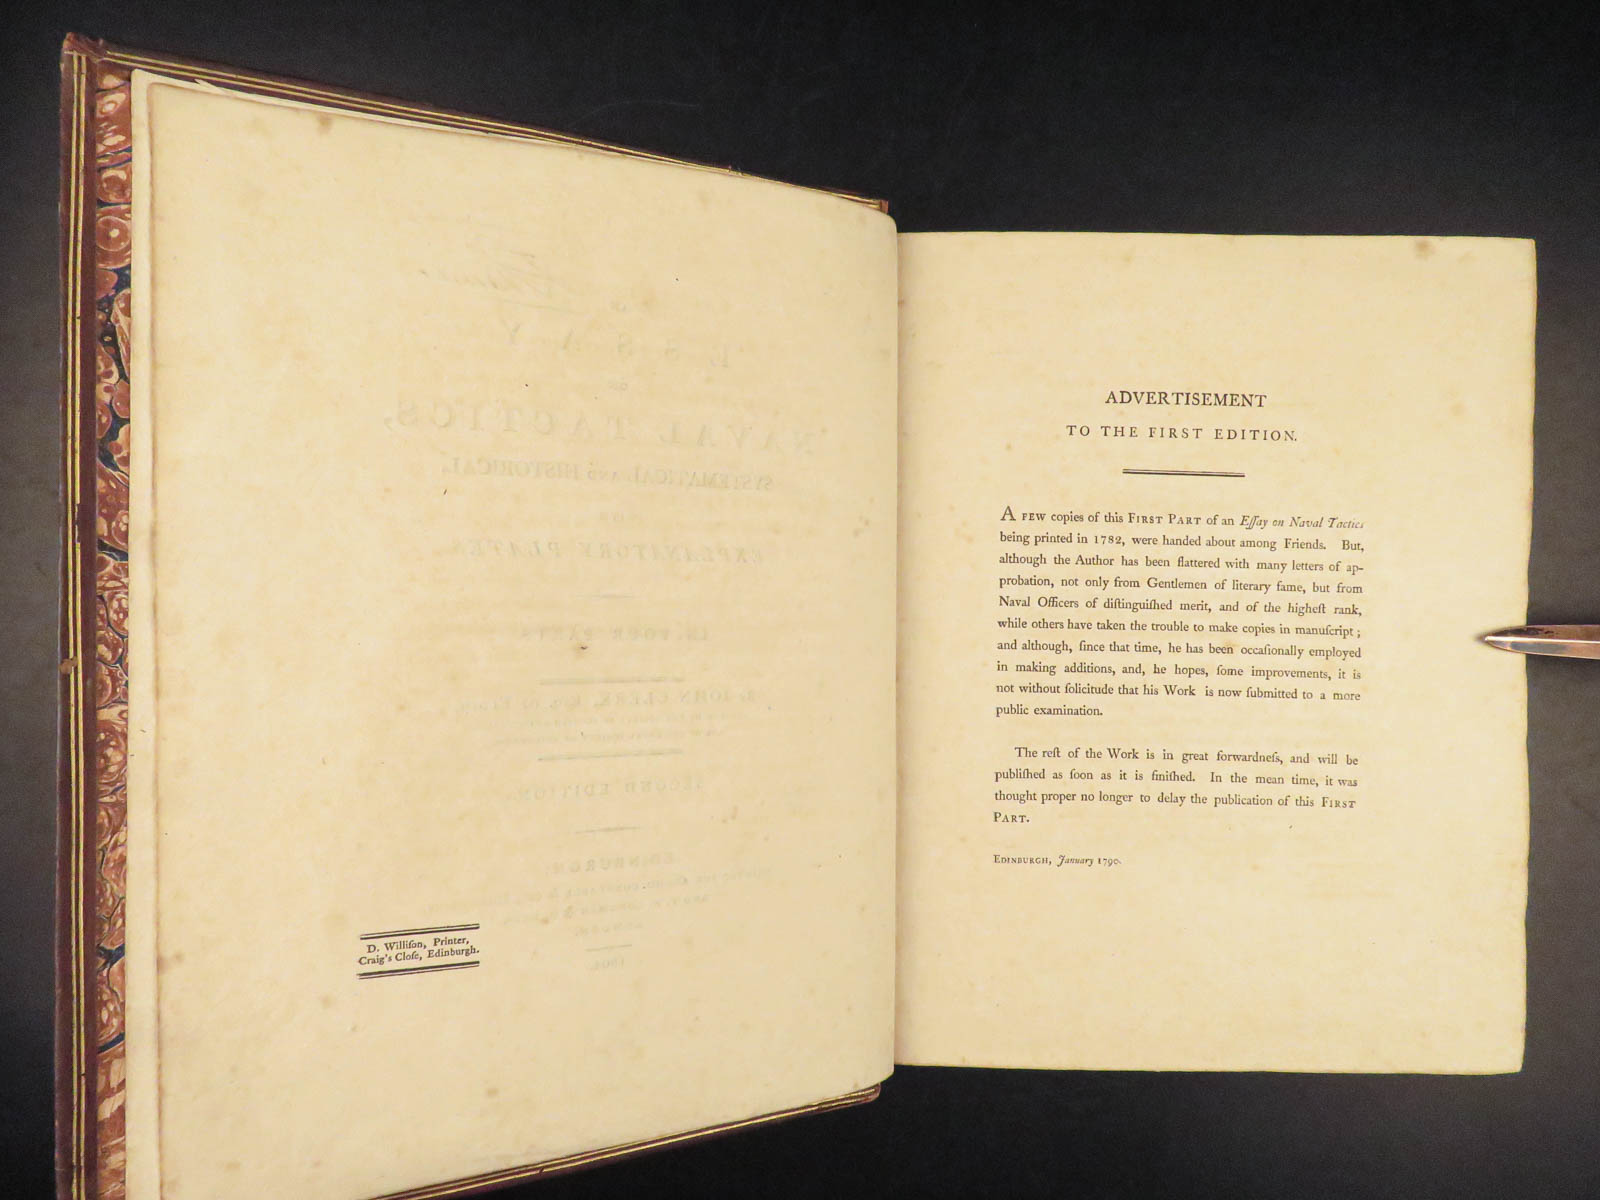 D. Williſon, Printer,
Craig's Cloſe, Edinburgh.
ADVERTISEMENT
TO THE FIRST EDITION.
A FEW copies of this FIRST PART of an Eſſay on Naval Tactics
being printed in 1782, were handed about among Friends. But,
although the Author has been flattered with many letters of ap-
probation, not only from Gentlemen of literary fame, but from
Naval Officers of diſtinguiſhed merit, and of the higheſt rank,
while others have taken the trouble to make copies in manuſcript;
and although, ſince that time, he has been occaſionally employed
in making additions, and, he hopes, ſome improvements, it is
not without ſolicitude that his Work is now ſubmitted to a more
public examination.
The reſt of the Work is in great forwardneſs, and will be
publiſhed as ſoon as it is finiſhed. In the mean time, it was
thought proper no longer to delay the publication of this FIRST
PART.
EDINBURGH, January 1790.